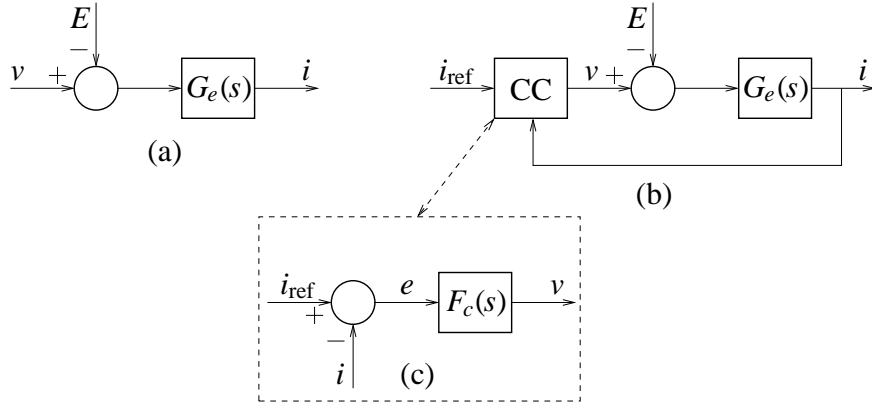 E
−
v
+
G_e(s)
i
(a)
E
−
i_ref
CC
v
+
G_e(s)
i
(b)
i_ref
+
−
e
F_c(s)
v
i
(c)